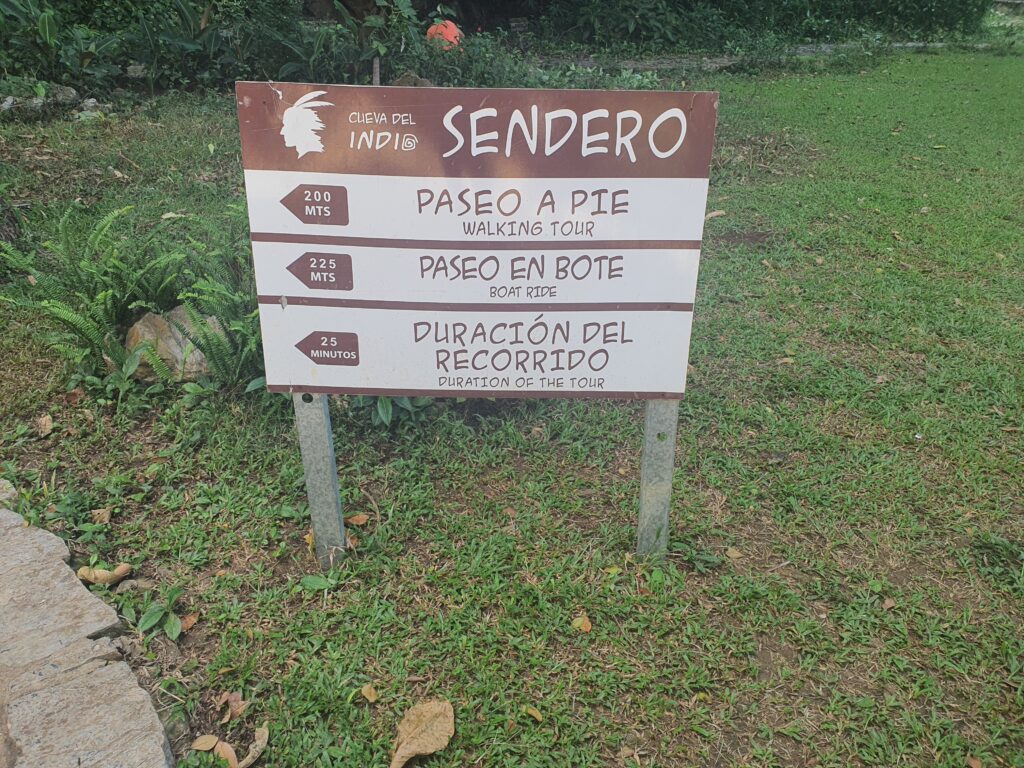 CUEVA DEL
INDIO
SENDERO
200
MTS
PASEO A PIE
WALKING TOUR
225
MTS
PASEO EN BOTE
BOAT RIDE
25
MINUTOS
DURACIÓN DEL
RECORRIDO
DURATION OF THE TOUR